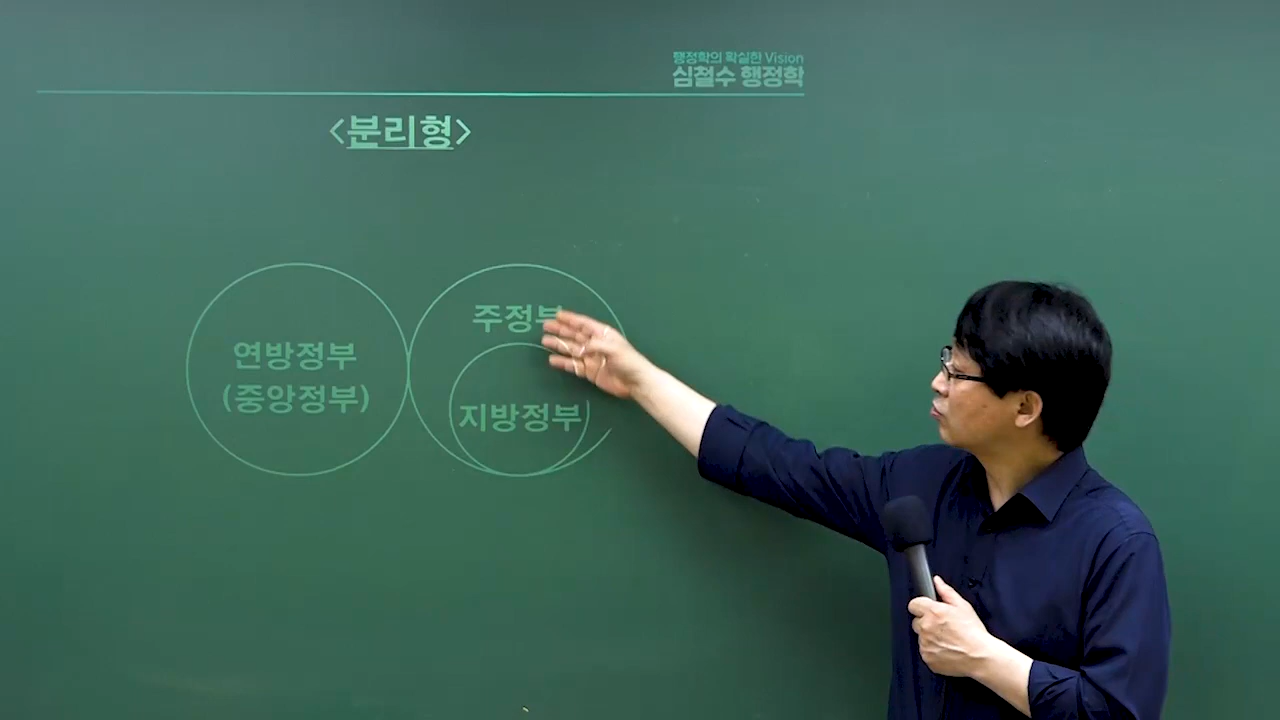 행정학의 확실한 Vision
심철수 행정학
<분리형>
주정부
연방정부
(중앙정부)
지방정부